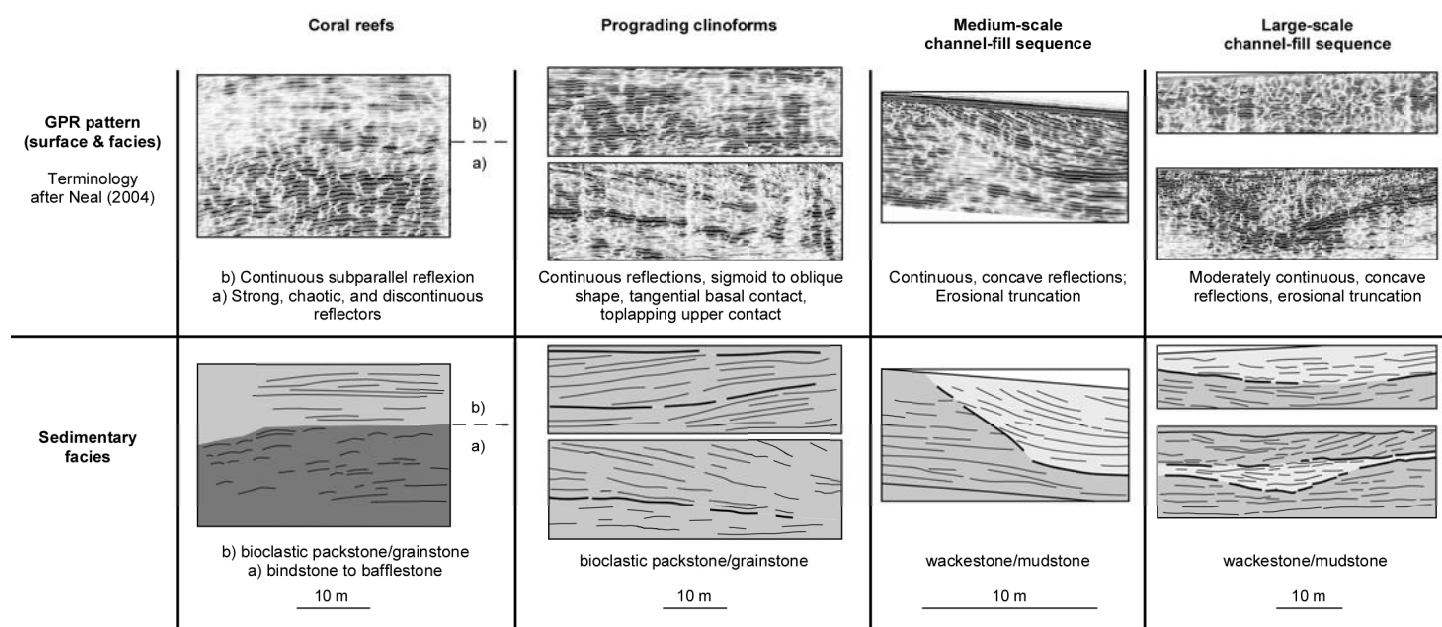 Coral reefs
Prograding clinoforms
Medium-scale
channel-fill sequence
Large-scale
channel-fill sequence
GPR pattern
(surface & facies)
Terminology
after Neal (2004)
b)
a)
b) Continuous subparallel reflexion
a) Strong, chaotic, and discontinuous
reflectors
Continuous reflections, sigmoid to oblique
shape, tangential basal contact,
toplapping upper contact
Continuous, concave reflections;
Erosional truncation
Moderately continuous, concave
reflections, erosional truncation
Sedimentary
facies
b)
a)
b) bioclastic packstone/grainstone
a) bindstone to bafflestone
bioclastic packstone/grainstone
wackestone/mudstone
wackestone/mudstone
10 m
10 m
10 m
10 m